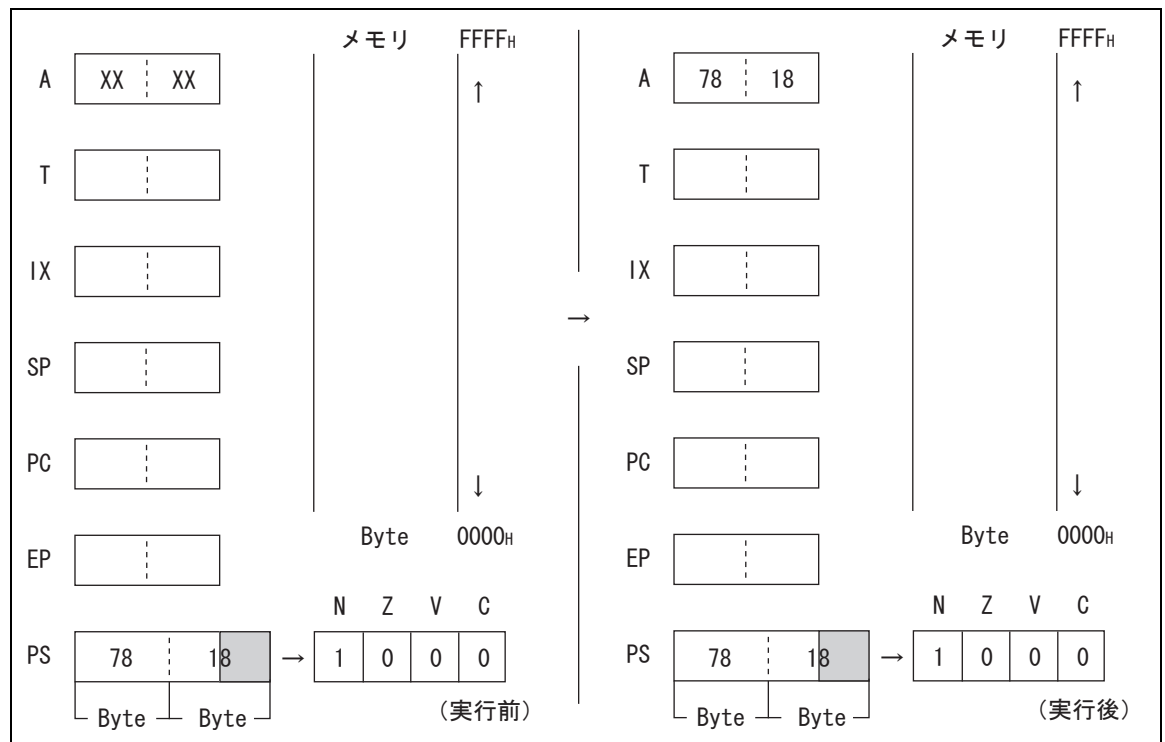 メモリ FFFFH
A XX XX
↑
T
IX
SP
PC
↓
Byte 0000H
EP
N Z V C
PS 78 18 → 1 0 0 0
Byte Byte (実行前)
→
メモリ FFFFH
A 78 18
↑
T
IX
SP
PC
↓
Byte 0000H
EP
N Z V C
PS 78 18 → 1 0 0 0
Byte Byte (実行後)